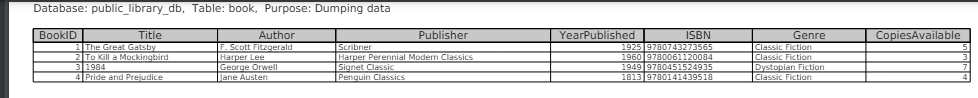 Database: public_library_db, Table: book, Purpose: Dumping data
BookID Title Author Publisher YearPublished ISBN Genre CopiesAvailable
1 The Great Gatsby F. Scott Fitzgerald Scribner 1925 9780743273565 Classic Fiction 5
2 To Kill a Mockingbird Harper Lee Harper Perennial Modern Classics 1960 9780061120084 Classic Fiction 3
3 1984 George Orwell Signet Classic 1949 9780451524935 Dystopian Fiction 7
4 Pride and Prejudice Jane Austen Penguin Classics 1813 9780141439518 Classic Fiction 4